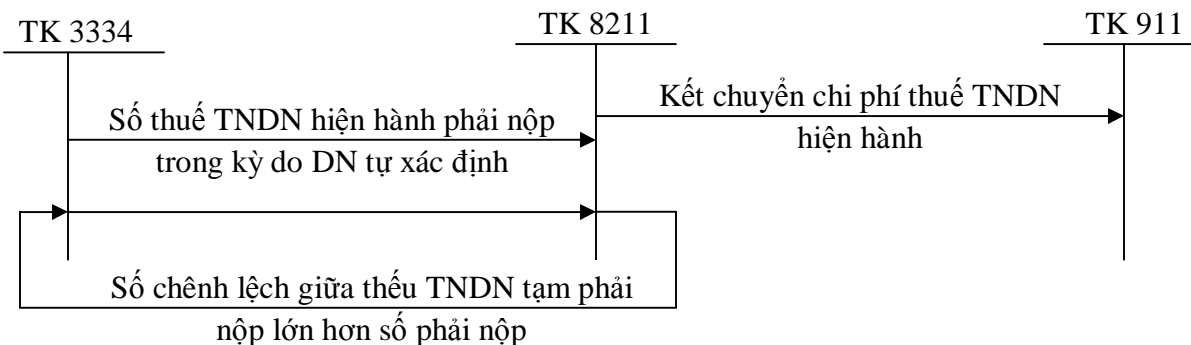 TK 3334
TK 8211
TK 911
Số thuế TNDN hiện hành phải nộp
trong kỳ do DN tự xác định
Kết chuyển chi phí thuế TNDN
hiện hành
Số chênh lệch giữa thếu TNDN tạm phải
nộp lớn hơn số phải nộp